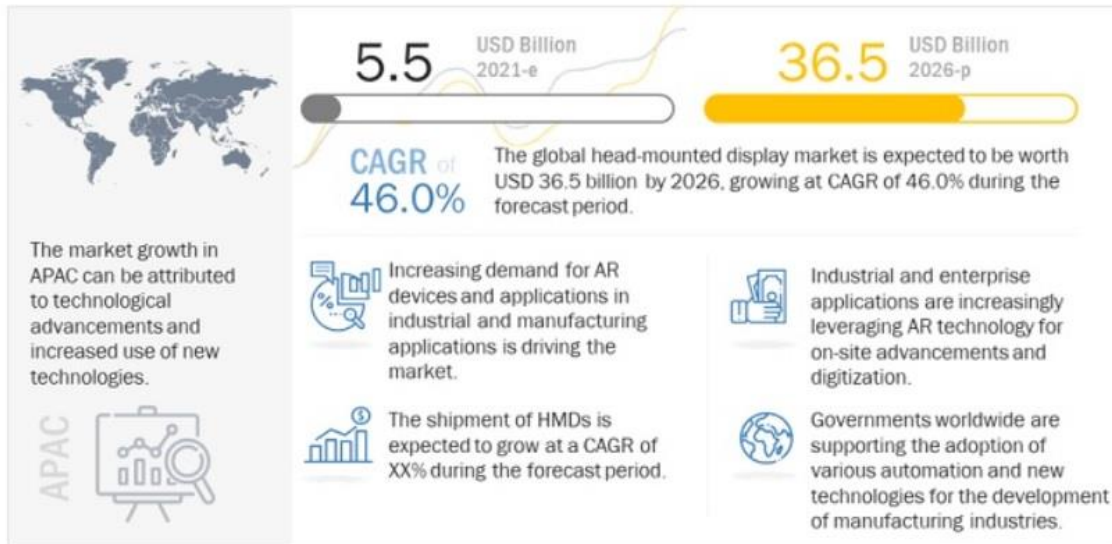 5.5
USD Billion
2021-e
36.5
USD Billion
2026-p
CAGR of
46.0%
The global head-mounted display market is expected to be worth
USD 36.5 billion by 2026, growing at CAGR of 46.0% during the
forecast period.
The market growth in
APAC can be attributed
to technological
advancements and
increased use of new
technologies.
APAC
%
Increasing demand for AR
devices and applications in
industrial and manufacturing
applications is driving the
market.
$
The shipment of HMDs is
expected to grow at a CAGR of
XX% during the forecast period.
Industrial and enterprise
applications are increasingly
leveraging AR technology for
on-site advancements and
digitization.
Governments worldwide are
supporting the adoption of
various automation and new
technologies for the development
of manufacturing industries.